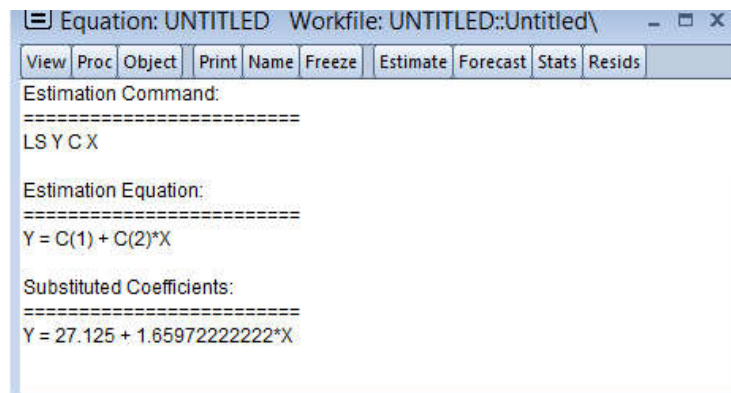 Equation: UNTITLED Workfile: UNTITLED::Untitled\
View Proc Object Print Name Freeze Estimate Forecast Stats Resids
Estimation Command:
=========================
LS Y C X
Estimation Equation:
=========================
Y = C(1) + C(2)*X
Substituted Coefficients:
=========================
Y = 27.125 + 1.65972222222*X